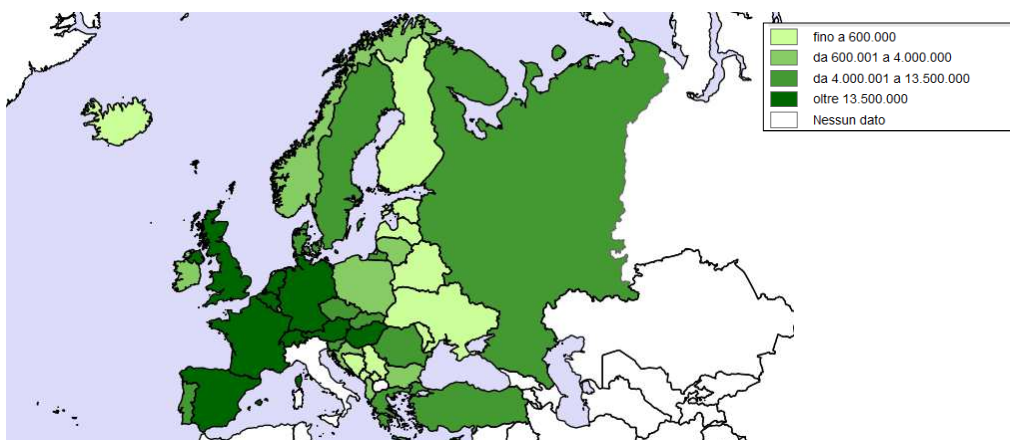 fino a 600.000
da 600.001 a 4.000.000
da 4.000.001 a 13.500.000
oltre 13.500.000
Nessun dato